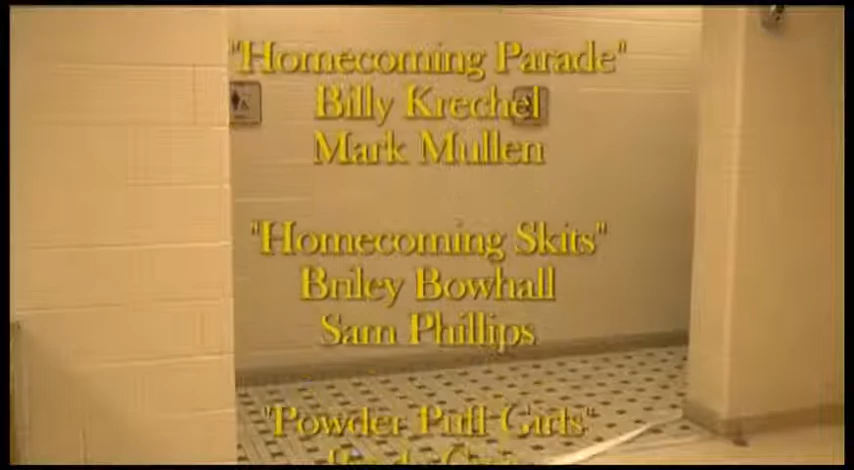 "Homecoming Parade"
Billy Krechel
Mark Mullen
"Homecoming Skits"
Briley Bowhall
Sam Phillips
"Powder Puff Girls"